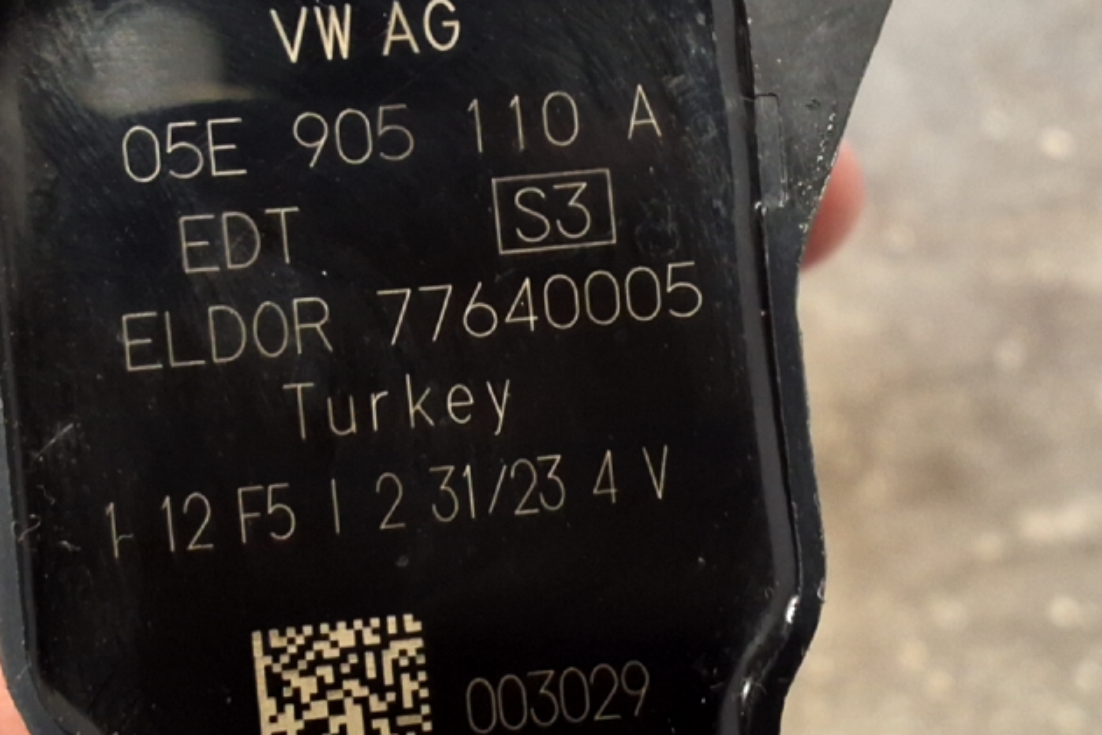 VW AG
05E 905 110 A
EDT S3
ELDOR 77640005
Turkey
12 F5 I 2 31/23 4 V
003029